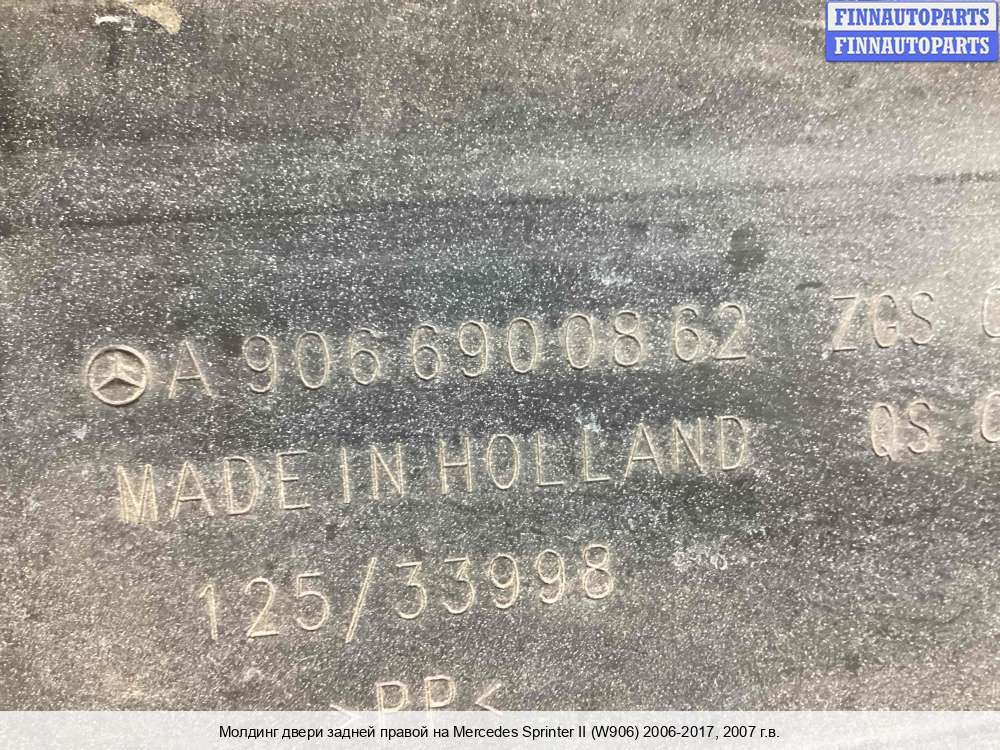 FINNAUTOPARTS
FINNAUTOPARTS
A 906 690 08 62 ZGS
MADE IN HOLLAND QS
125/33998
>PP<
Молдинг двери задней правой на Mercedes Sprinter II (W906) 2006-2017, 2007 г.в.